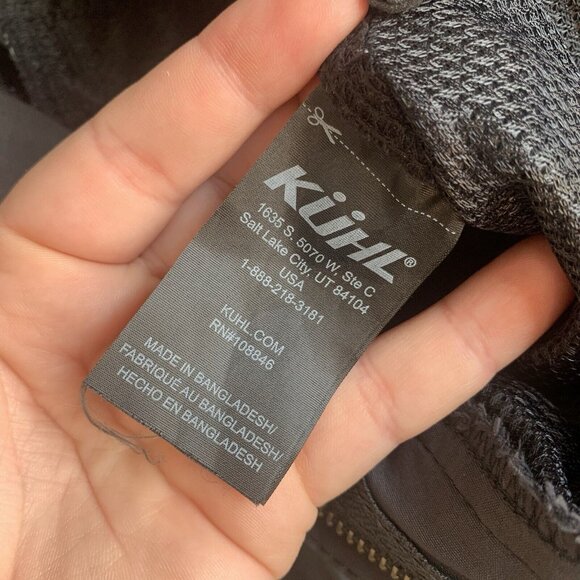 KÜHL®
1635 S. 5070 W. Ste C
Salt Lake City, UT 84104
USA
1-888-218-3181
KUHL.COM
RN#108846
MADE IN BANGLADESH/
FABRIQUÉ AU BANGLADESH/
HECHO EN BANGLADESH